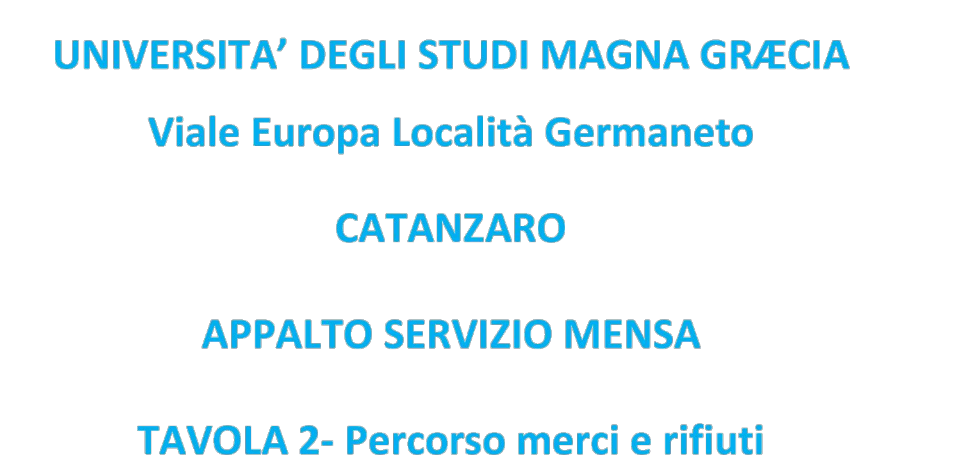 UNIVERSITA’ DEGLI STUDI MAGNA GRÆCIA
Viale Europa Località Germaneto
CATANZARO
APPALTO SERVIZIO MENSA
TAVOLA 2- Percorso merci e rifiuti